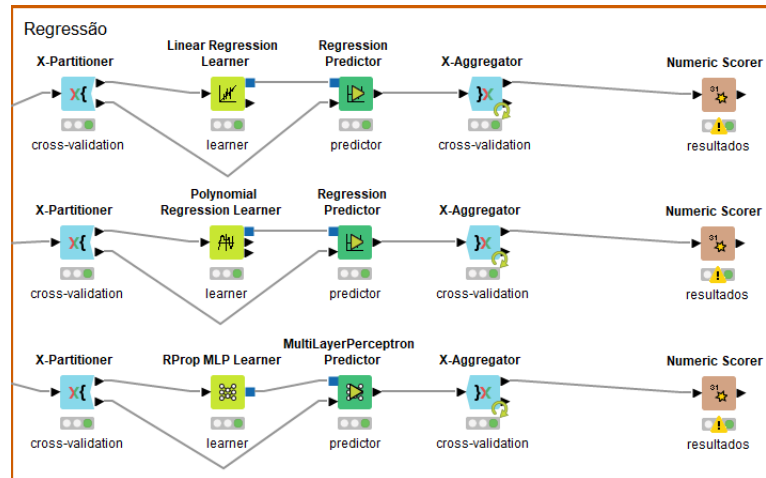 Regressão
X-Partitioner
Linear Regression
Learner
Regression
Predictor
X-Aggregator
Numeric Scorer
cross-validation
learner
predictor
cross-validation
resultados
X-Partitioner
Polynomial
Regression Learner
Regression
Predictor
X-Aggregator
Numeric Scorer
cross-validation
learner
predictor
cross-validation
resultados
X-Partitioner
RProp MLP Learner
MultiLayerPerceptron
Predictor
X-Aggregator
Numeric Scorer
cross-validation
learner
predictor
cross-validation
resultados